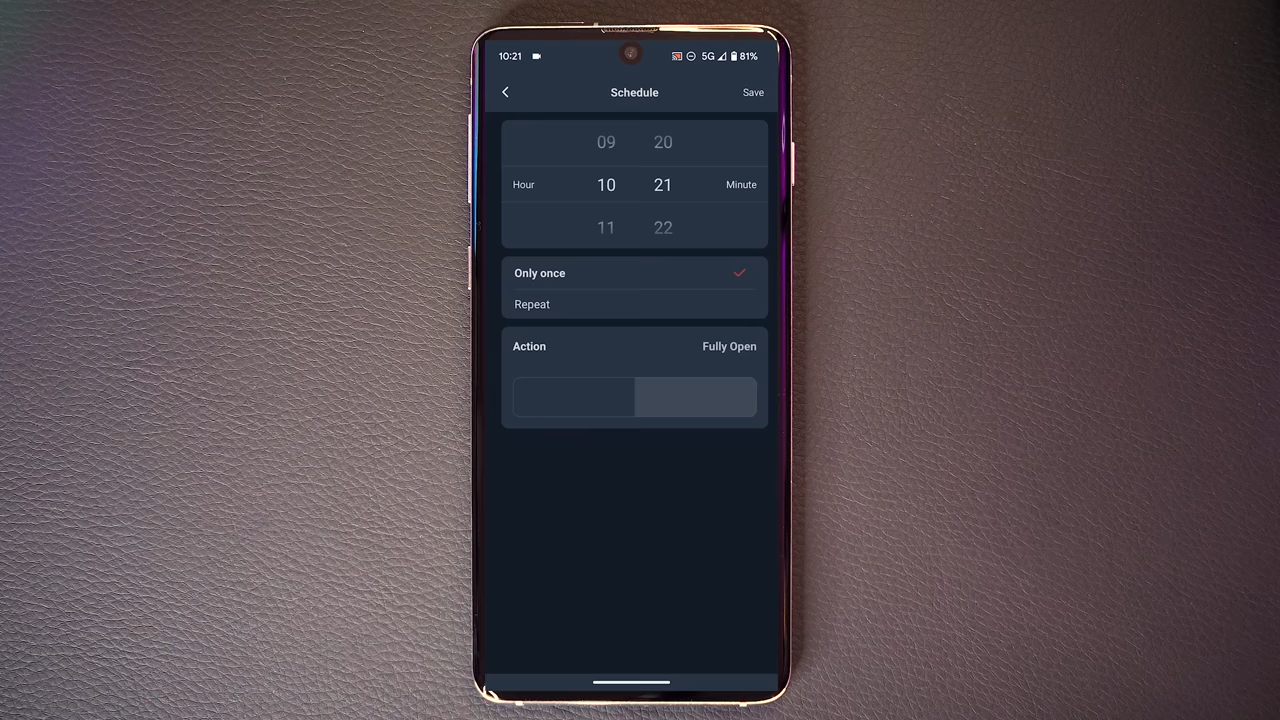 10:21 5G 81%
Schedule Save
09 20
Hour 10 21 Minute
11 22
Only once
Repeat
Action Fully Open